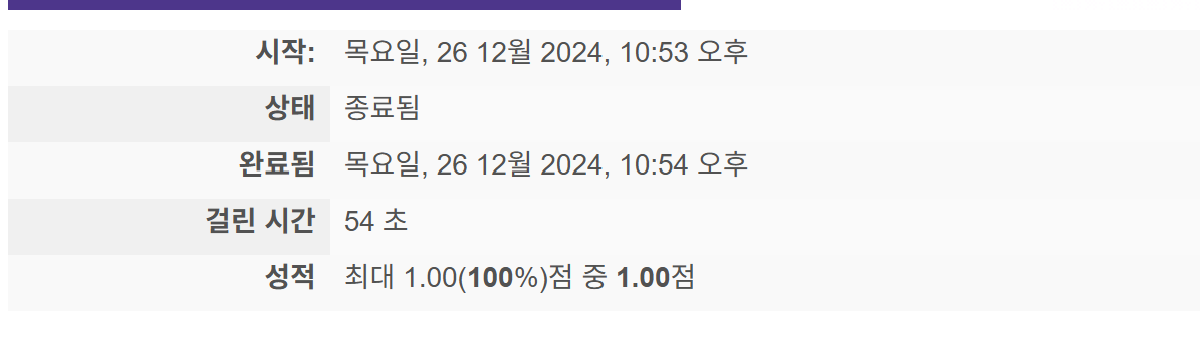 시작: 목요일, 26 12월 2024, 10:53 오후
상태 종료됨
완료됨 목요일, 26 12월 2024, 10:54 오후
걸린 시간 54 초
성적 최대 1.00(100%)점 중 1.00점